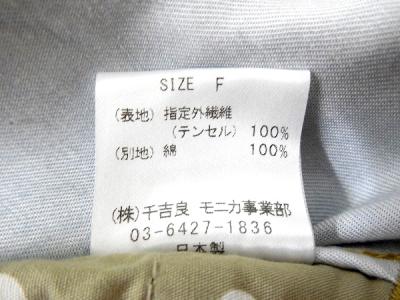 SIZE F
(表地) 指定外繊維
(テンセル) 100%
(別地) 綿 100%
(株)千吉良 モニカ事業部
03-6427-1836
日本製